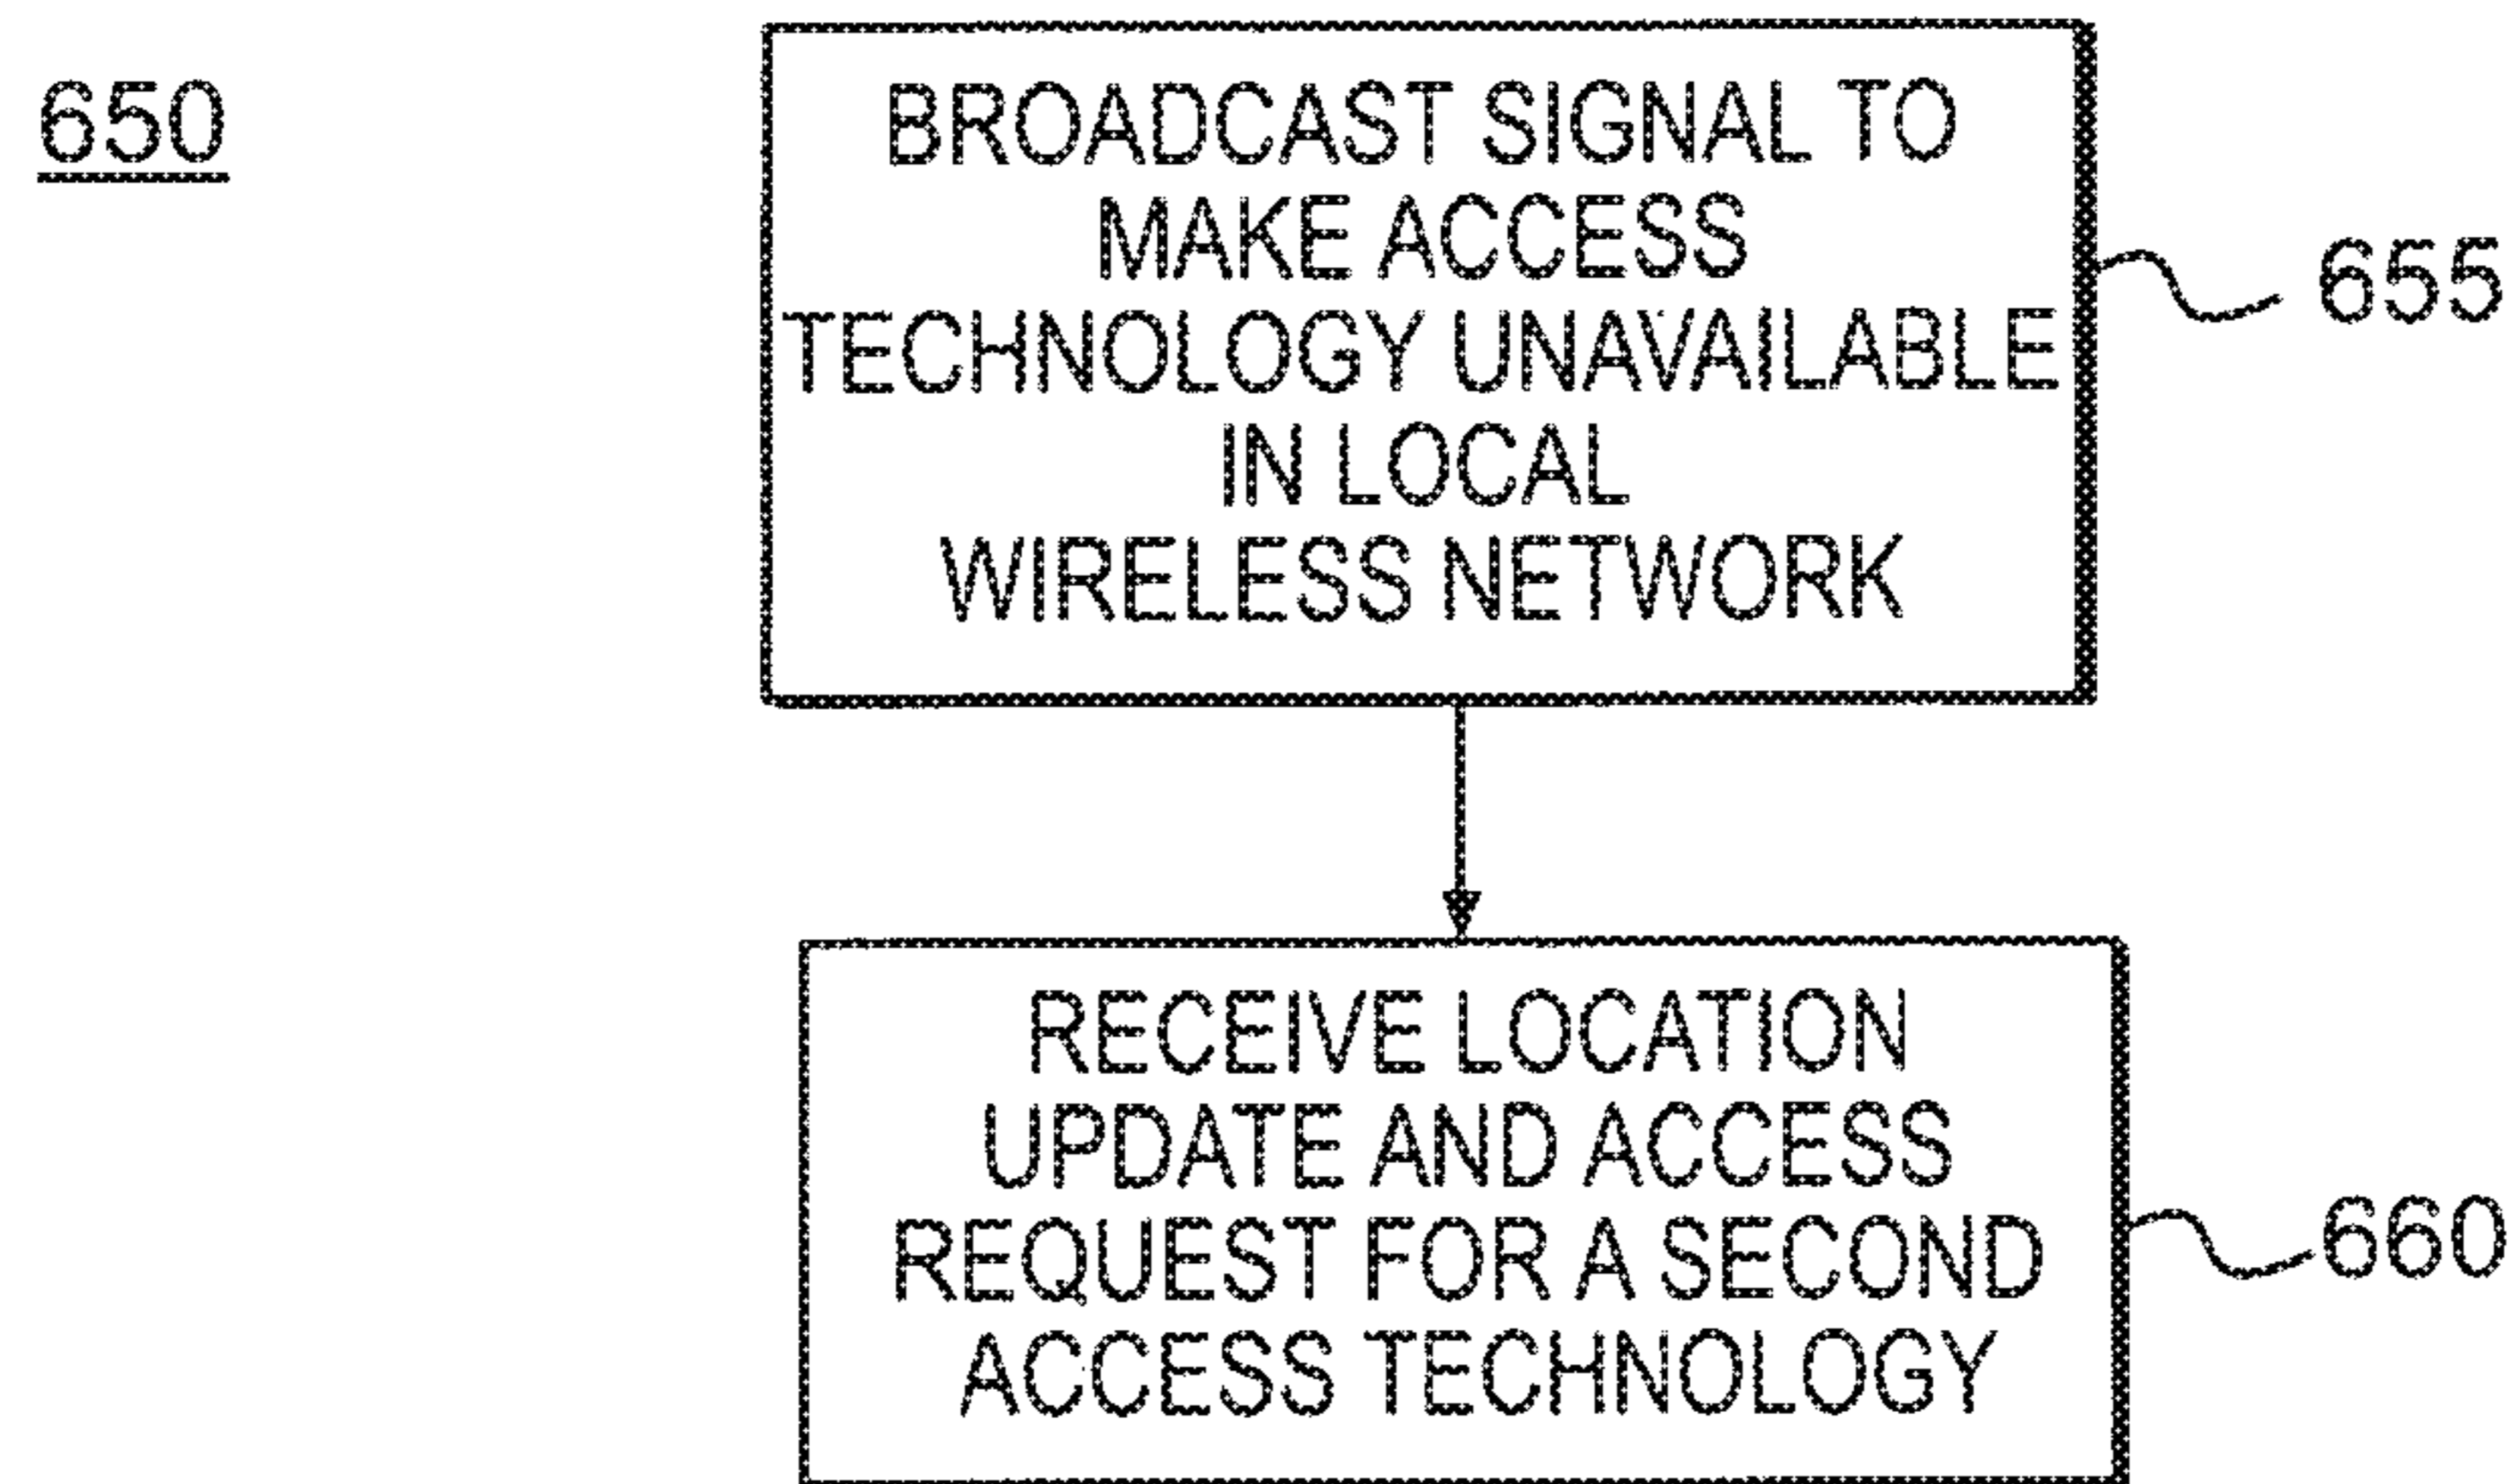 650
BROADCAST SIGNAL TO
MAKE ACCESS
TECHNOLOGY UNAVAILABLE
IN LOCAL
WIRELESS NETWORK
655
RECEIVE LOCATION
UPDATE AND ACCESS
REQUEST FOR A SECOND
ACCESS TECHNOLOGY
660